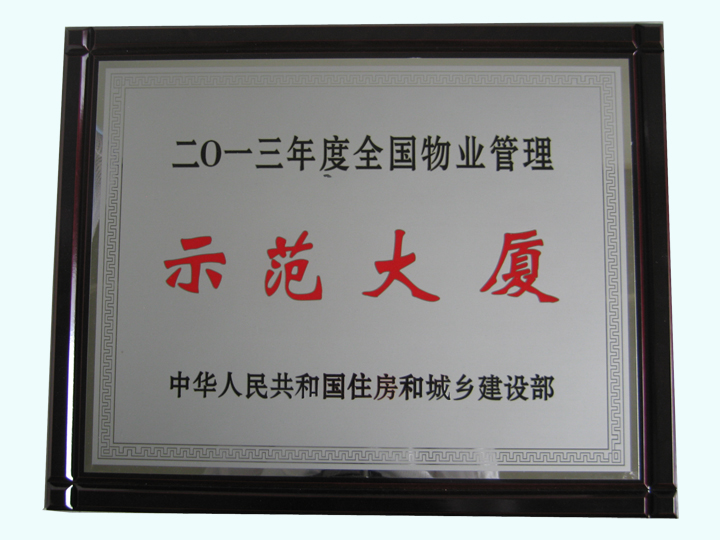 二O一三年度全国物业管理
示范大厦
中华人民共和国住房和城乡建设部